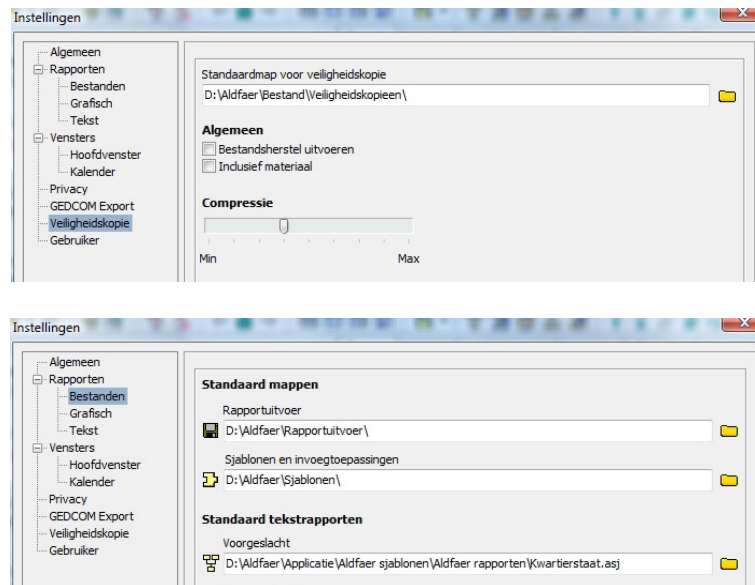 Instellingen
Algemeen
Rapporten
Bestanden
Grafisch
Tekst
Vensters
Hoofdvenster
Kalender
Privacy
GEDCOM Export
Veiligheidskopie
Gebruiker
Standaardmap voor veiligheidskopie
D:\Aldfaer\Bestand\Veiligheidskopieen\
Algemeen
Bestandsherstel uitvoeren
Inclusief materiaal
Compressie
Min Max
Instellingen
Algemeen
Rapporten
Bestanden
Grafisch
Tekst
Vensters
Hoofdvenster
Kalender
Privacy
GEDCOM Export
Veiligheidskopie
Gebruiker
Standaard mappen
Rapportuitvoer
D:\Aldfaer\Rapportuitvoer\
Sjablonen en invoegtoepassingen
D:\Aldfaer\Sjablonen\
Standaard tekstrapporten
Voorgeslacht
D:\Aldfaer\Applicatie\Aldfaer sjablonen\Aldfaer rapporten\Kwartierstaat.asj